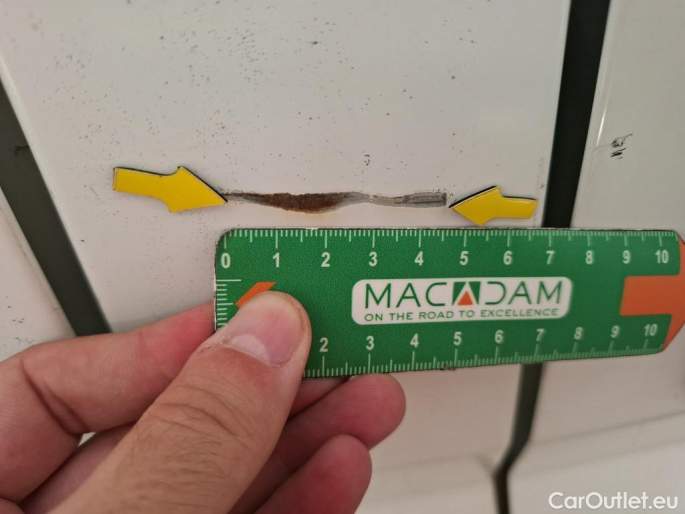 0 1 2 3 4 5 6 7 8 9 10
MACADAM
ON THE ROAD TO EXCELLENCE
2 3 4 5 6 7 8 9 10
CarOutlet.eu